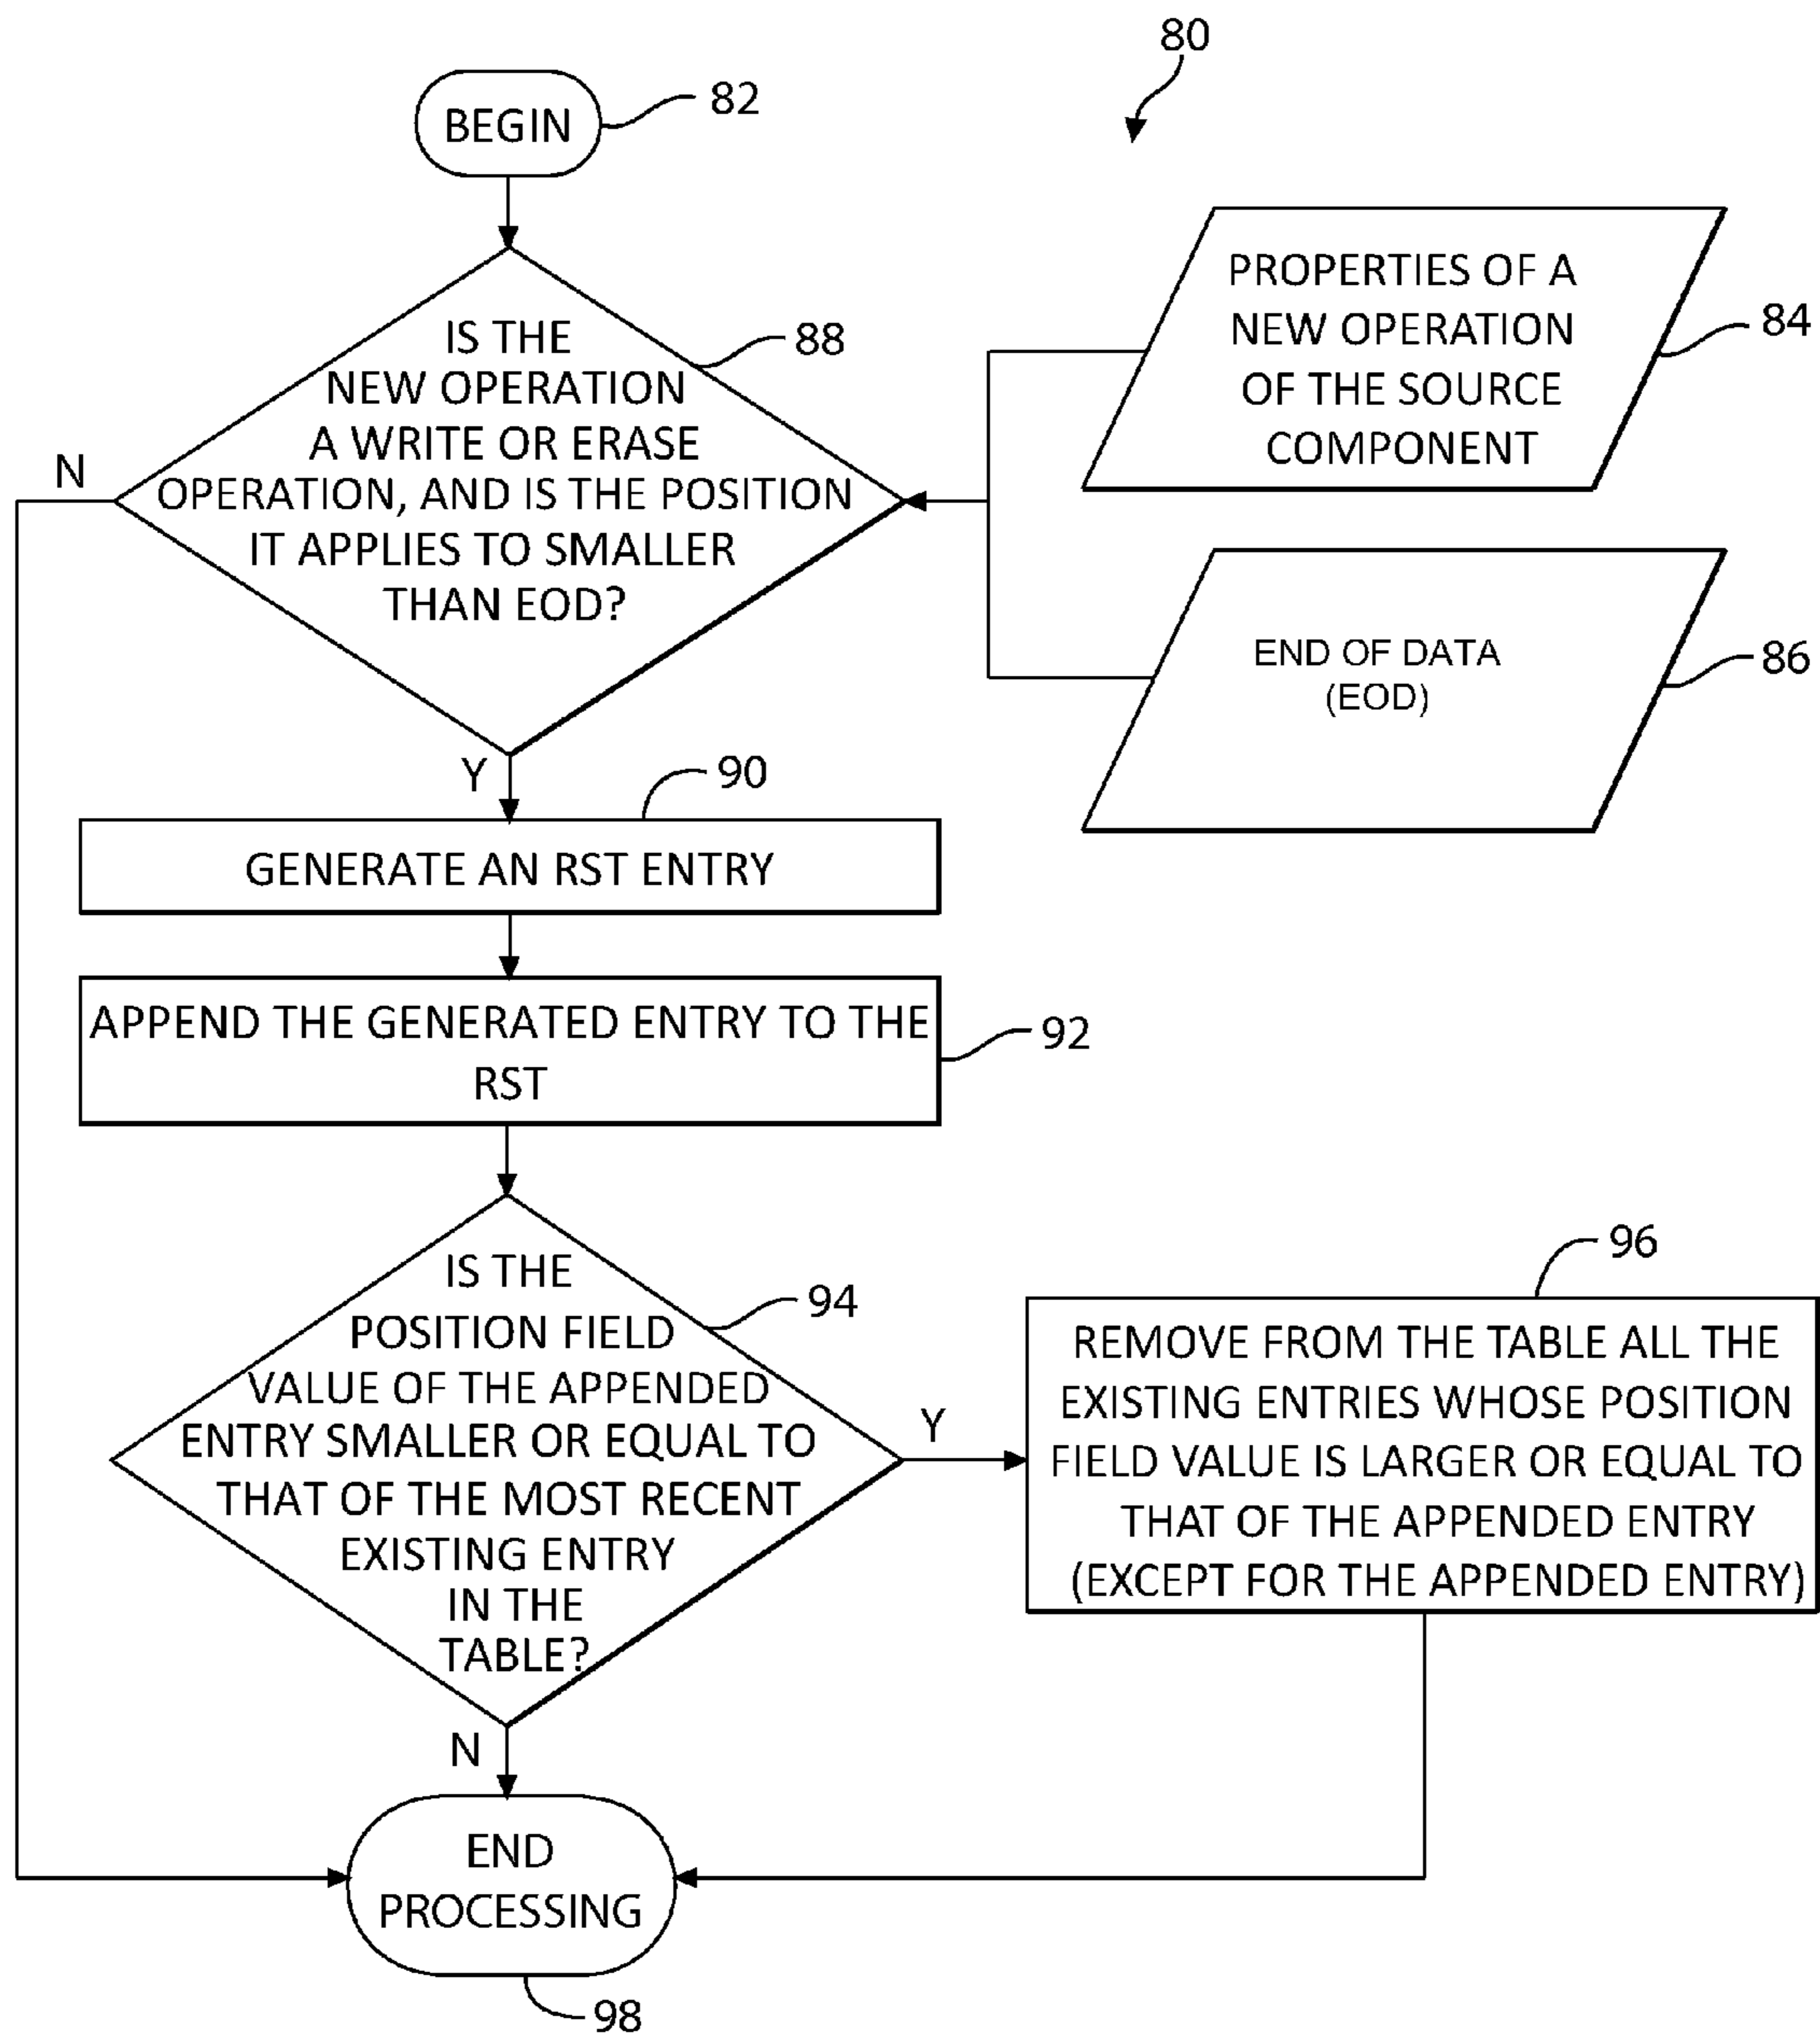 80
BEGIN
82
PROPERTIES OF A
NEW OPERATION
OF THE SOURCE
COMPONENT
84
IS THE
NEW OPERATION
A WRITE OR ERASE
OPERATION, AND IS THE POSITION
IT APPLIES TO SMALLER
THAN EOD?
88
N
END OF DATA
(EOD)
86
Y
90
GENERATE AN RST ENTRY
APPEND THE GENERATED ENTRY TO THE
RST
92
IS THE
POSITION FIELD
VALUE OF THE APPENDED
ENTRY SMALLER OR EQUAL TO
THAT OF THE MOST RECENT
EXISTING ENTRY
IN THE
TABLE?
94
Y
96
REMOVE FROM THE TABLE ALL THE
EXISTING ENTRIES WHOSE POSITION
FIELD VALUE IS LARGER OR EQUAL TO
THAT OF THE APPENDED ENTRY
(EXCEPT FOR THE APPENDED ENTRY)
N
END
PROCESSING
98